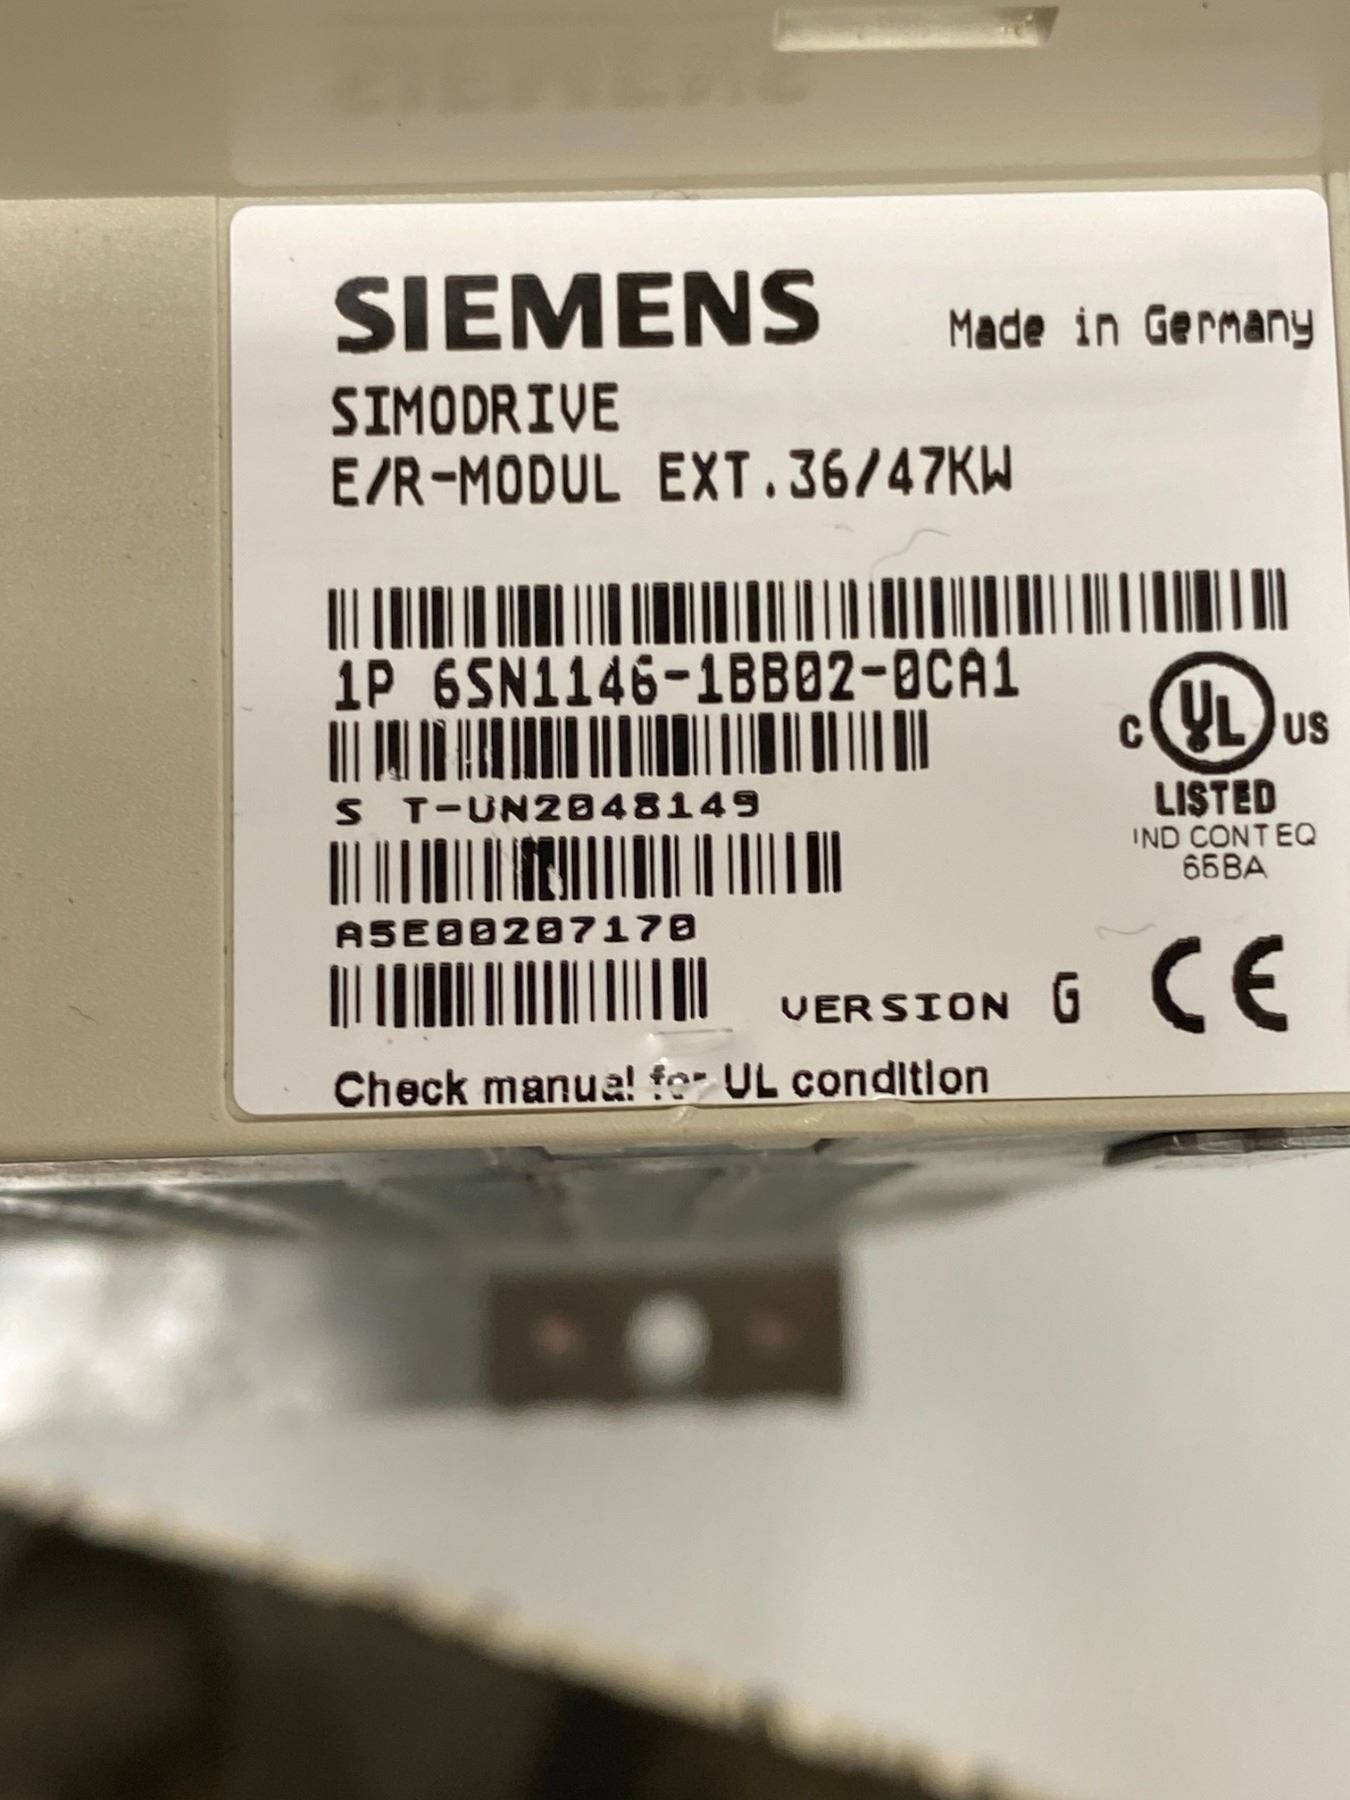 SIEMENS
Made in Germany
SIMODRIVE
E/R-MODUL EXT.36/47KW
1P 6SN1146-1BB02-0CA1
S T-UN2048149
A5E00207170
C UL US
LISTED
IND CONT EQ
65BA
VERSION G CE
Check manual for UL condition